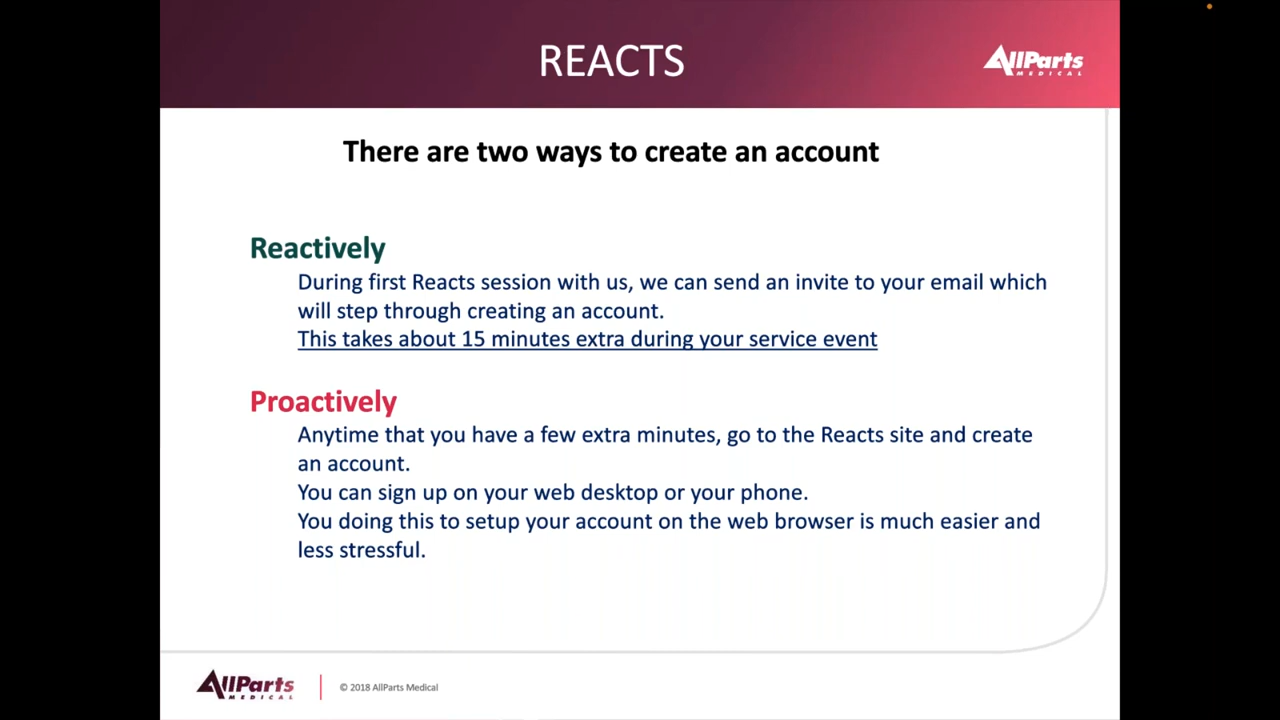 REACTS
AllParts
MEDICAL
There are two ways to create an account
Reactively
During first Reacts session with us, we can send an invite to your email which
will step through creating an account.
This takes about 15 minutes extra during your service event
Proactively
Anytime that you have a few extra minutes, go to the Reacts site and create
an account.
You can sign up on your web desktop or your phone.
You doing this to setup your account on the web browser is much easier and
less stressful.
AllParts
MEDICAL
© 2018 AllParts Medical